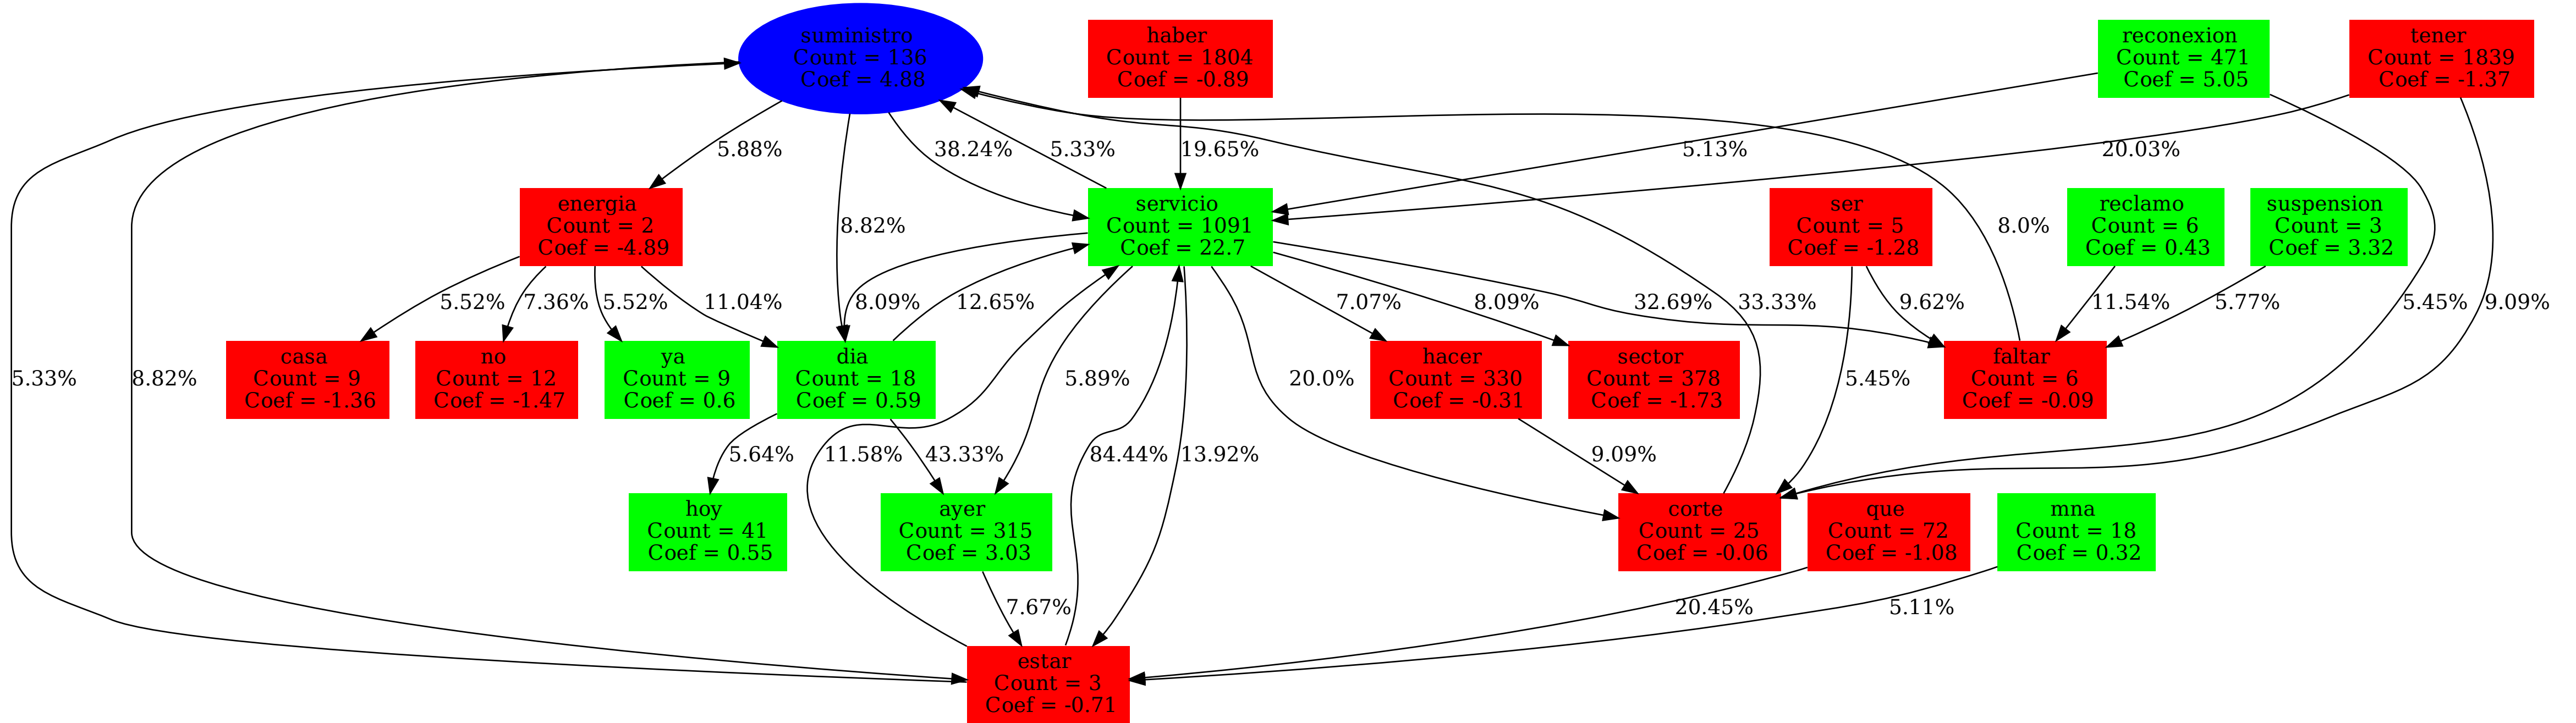 suministro
Count = 136
Coef = 4.88
haber
Count = 1804
Coef = -0.89
reconexion
Count = 471
Coef = 5.05
tener
Count = 1839
Coef = -1.37
5.88%
38.24%
5.33%
19.65%
5.13%
20.03%
energia
Count = 2
Coef = -4.89
8.82%
servicio
Count = 1091
Coef = 22.7
ser
Count = 5
Coef = -1.28
8.0%
reclamo
Count = 6
Coef = 0.43
suspension
Count = 3
Coef = 3.32
5.52%
7.36%
5.52%
11.04%
8.09%
12.65%
7.07%
8.09%
32.69%
33.33%
9.62%
11.54%
5.77%
5.45%
9.09%
5.33%
8.82%
casa
Count = 9
Coef = -1.36
no
Count = 12
Coef = -1.47
ya
Count = 9
Coef = 0.6
dia
Count = 18
Coef = 0.59
5.89%
20.0%
hacer
Count = 330
Coef = -0.31
sector
Count = 378
Coef = -1.73
5.45%
faltar
Count = 6
Coef = -0.09
5.64%
11.58%
43.33%
84.44%
13.92%
9.09%
hoy
Count = 41
Coef = 0.55
ayer
Count = 315
Coef = 3.03
corte
Count = 25
Coef = -0.06
que
Count = 72
Coef = -1.08
mna
Count = 18
Coef = 0.32
7.67%
20.45%
5.11%
estar
Count = 3
Coef = -0.71